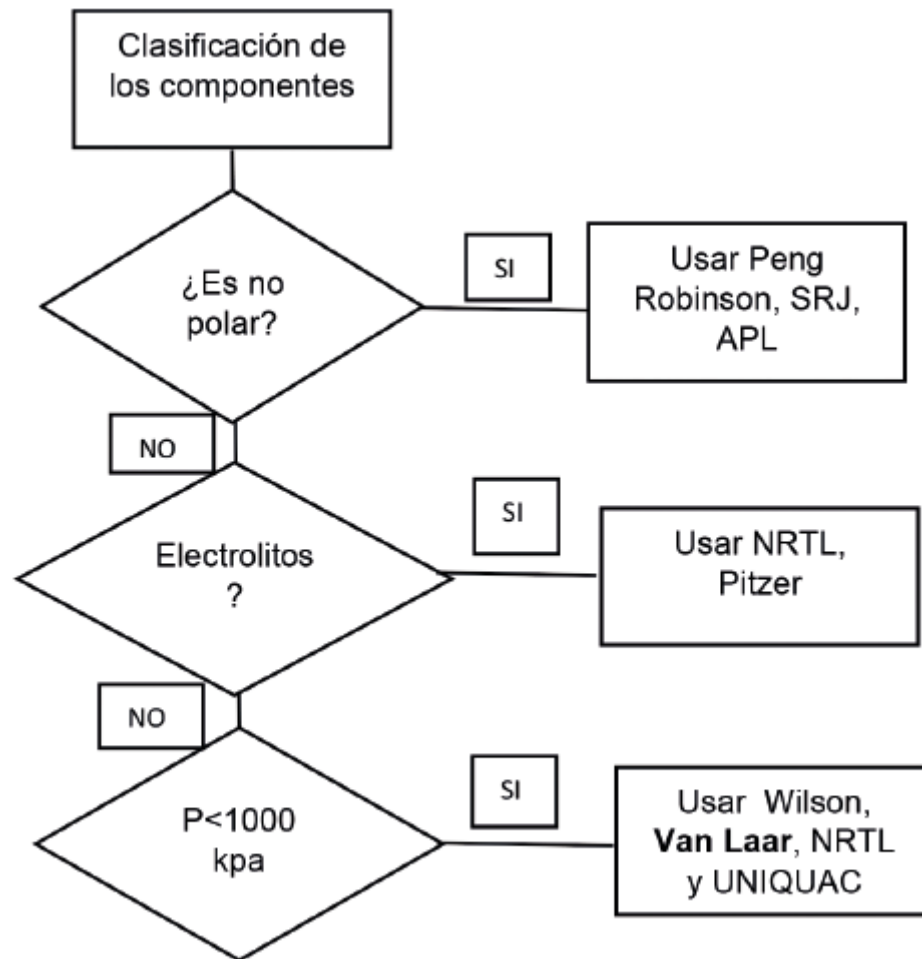 Clasificación de
los componentes
¿Es no
polar?
SI
Usar Peng
Robinson, SRJ,
APL
NO
Electrolitos
?
SI
Usar NRTL,
Pitzer
NO
P<1000
kpa
SI
Usar Wilson,
Van Laar, NRTL
y UNIQUAC